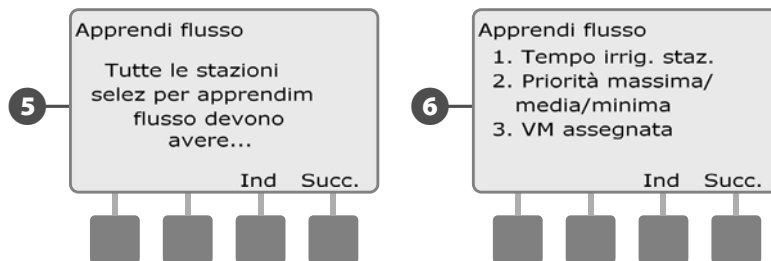 5
Apprendi flusso
Tutte le stazioni
selez per apprendim
flusso devono
avere...
Ind Succ.
6
Apprendi flusso
1. Tempo irrig. staz.
2. Priorità massima/
media/minima
3. VM assegnata
Ind Succ.